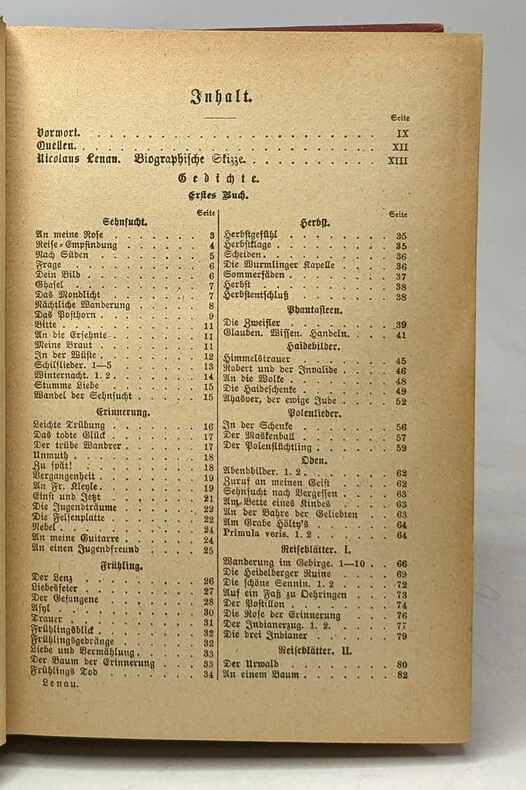 Inhalt.
Seite
Vorwort. . . . . . . . . . . . . . . . . . IX
Quellen. . . . . . . . . . . . . . . . . . XII
Nicolaus Lenau. Biographische Skizze. . . . . . . . . . XIII
Gedichte.
Erstes Buch.
Seite
Sehnsucht.
An meine Rose . . . . . . 3
Reise-Empfindung . . . . . 4
Nach Süden . . . . . . 5
Frage . . . . . . . . 6
Dein Bild . . . . . . . 6
Ghasel . . . . . . . . 7
Das Mondlicht . . . . . . 7
Nächtliche Wanderung . . . . 8
Das Posthorn . . . . . . 9
Bitte . . . . . . . . 11
An die Ersehnte . . . . . 11
Meine Braut . . . . . . 11
In der Wüste . . . . . . 12
Schilflieder. 1—5 . . . . . 13
Winternacht. 1. 2 . . . . . 14
Stumme Liebe . . . . . . 15
Wandel der Sehnsucht . . . . 15
Erinnerung.
Leichte Trübung . . . . . 16
Das todte Glück . . . . . 17
Der trübe Wandrer . . . . . 17
Unmuth . . . . . . . . 18
Zu spät! . . . . . . . 18
Vergangenheit . . . . . . 19
An Fr. Kleyle . . . . . . 19
Einst und Jetzt . . . . . . 21
Die Jugendträume . . . . . 22
Die Felsenplatte . . . . . . 22
Nebel . . . . . . . . 24
An meine Guitarre . . . . . 24
An einen Jugendfreund . . . . 25
Frühling.
Der Lenz . . . . . . . 26
Liebesfeier . . . . . . . 27
Der Gefangene . . . . . . 28
Asyl . . . . . . . . 30
Trauer . . . . . . . . 31
Frühlingsblick . . . . . . 32
Frühlingsgedränge . . . . . 32
Liebe und Vermählung . . . . 33
Der Baum der Erinnerung . . . 33
Frühlings Tod . . . . . . 34
Lenau.
Seite
Herbst.
Herbstgefühl . . . . . . 35
Herbstklage . . . . . . 35
Scheiden. . . . . . . . 36
Die Wurmlinger Kapelle . . . 36
Sommerfäden . . . . . . 37
Herbst . . . . . . . . 38
Herbstentschluß . . . . . . 38
Phantasieen.
Die Zweifler . . . . . . 39
Glauben. Wissen. Handeln. . . . 41
Haidebilder.
Himmelstrauer . . . . . . 45
Robert und der Invalide . . . 46
An die Wolke . . . . . . 48
Die Haideschenke . . . . . 49
Ahasver, der ewige Jude . . . 52
Polenlieder.
In der Schenke . . . . . . 56
Der Maskenball . . . . . 57
Der Polenflüchtling . . . . . 59
Oden.
Abendbilder. 1. 2. . . . . . 62
Zuruf an meinen Geist . . . . 62
Sehnsucht nach Vergessen . . . 63
Am Bette eines Kindes . . . . 63
An der Bahre der Geliebten . . 63
Am Grabe Hölty's . . . . . 64
Primula veris. 1. 2. . . . . . 64
Reiseblätter. I.
Wanderung im Gebirge. 1—10 . . 66
Die Heidelberger Ruine . . . . 69
Die schöne Sennin. 1. 2 . . . 72
Auf ein Faß zu Oehringen . . . 73
Der Postillon . . . . . . 74
Die Rose der Erinnerung . . . 76
Der Indianerzug. 1. 2. . . . . 77
Die drei Indianer . . . . . 79
Reiseblätter. II.
Der Urwald . . . . . . . 80
An einem Baum . . . . . . 82